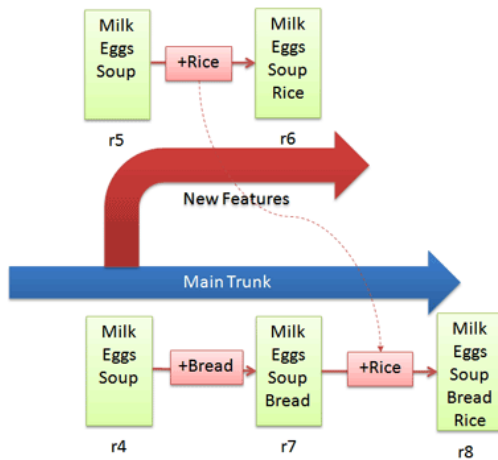 Milk
Eggs
Soup
+Rice
Milk
Eggs
Soup
Rice
r5
r6
New Features
Main Trunk
Milk
Eggs
Soup
+Bread
Milk
Eggs
Soup
Bread
+Rice
Milk
Eggs
Soup
Bread
Rice
r4
r7
r8